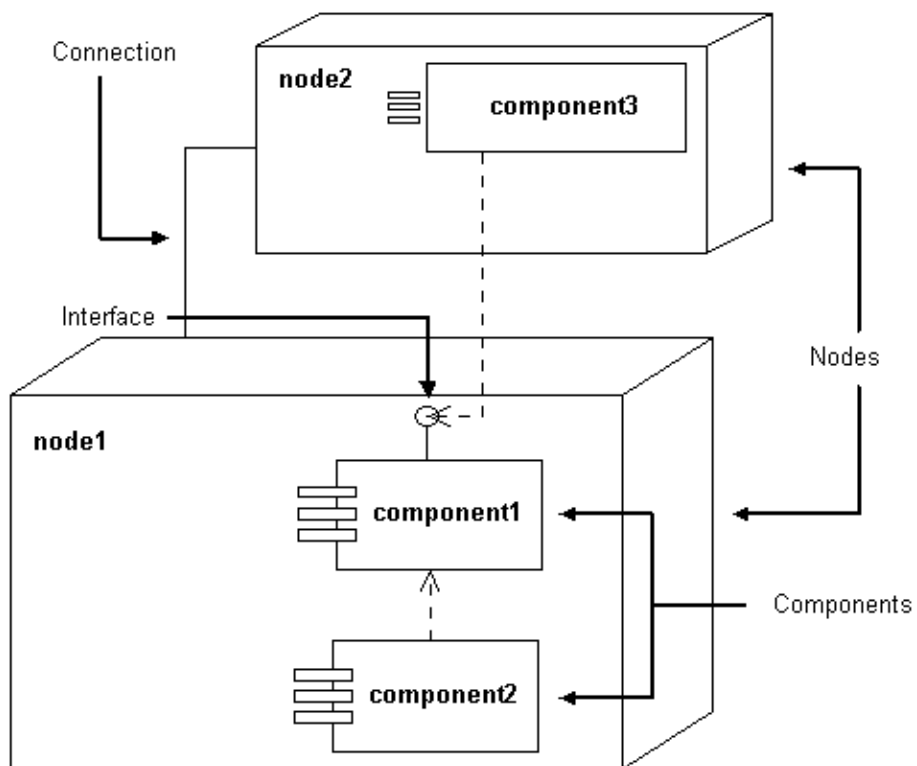 Connection
node2
component3
Interface
Nodes
node1
component1
Components
component2